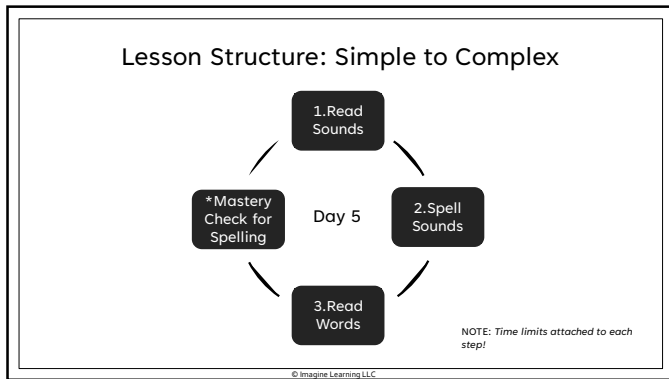 Lesson Structure: Simple to Complex
1.Read
Sounds
2.Spell
Sounds
3.Read
Words
*Mastery
Check for
Spelling
Day 5
NOTE: Time limits attached to each
step!
© Imagine Learning LLC